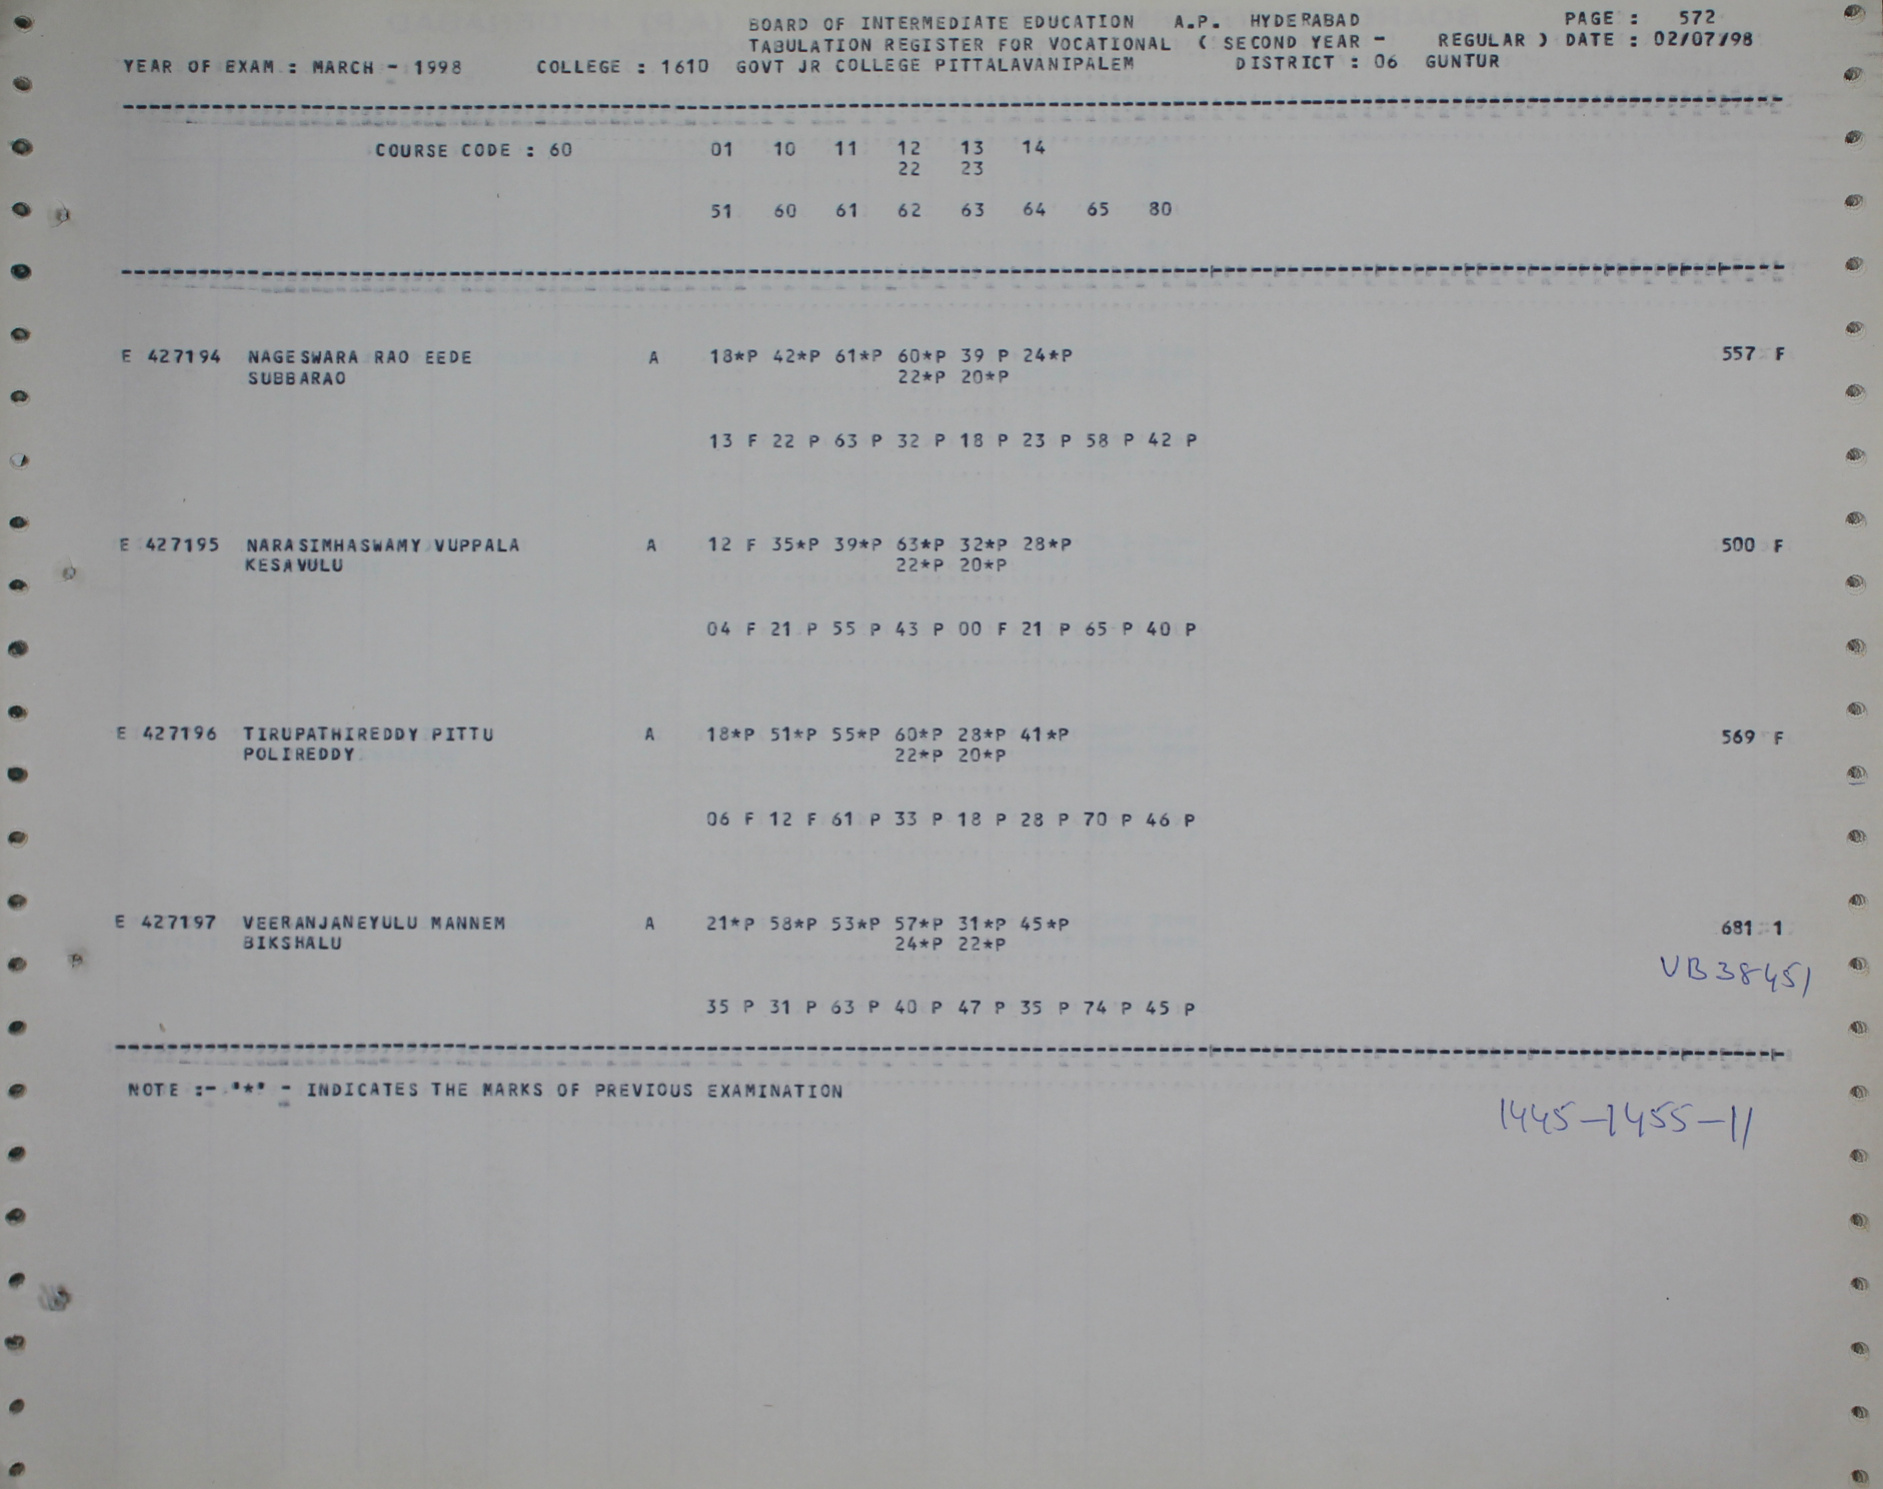 BOARD OF INTERMEDIATE EDUCATION A.P. HYDERABAD PAGE : 572
TABULATION REGISTER FOR VOCATIONAL ( SECOND YEAR - REGULAR ) DATE : 02/07/98
YEAR OF EXAM : MARCH - 1998 COLLEGE : 1610 GOVT JR COLLEGE PITTALAVANIPALEM DISTRICT : 06 GUNTUR
COURSE CODE : 60 01 10 11 12 13 14
22 23
51 60 61 62 63 64 65 80
E 427194 NAGESWARA RAO EEDE A 18*P 42*P 61*P 60*P 39 P 24*P 557 F
SUBBARAO 22*P 20*P
13 F 22 P 63 P 32 P 18 P 23 P 58 P 42 P
E 427195 NARASIMHASWAMY VUPPALA A 12 F 35*P 39*P 63*P 32*P 28*P 500 F
KESAVULU 22*P 20*P
04 F 21 P 55 P 43 P 00 F 21 P 65 P 40 P
E 427196 TIRUPATHIREDDY PITTU A 18*P 51*P 55*P 60*P 28*P 41*P 569 F
POLIREDDY 22*P 20*P
06 F 12 F 61 P 33 P 18 P 28 P 70 P 46 P
E 427197 VEERANJANEYULU MANNEM A 21*P 58*P 53*P 57*P 31*P 45*P 681 1
BIKSHALU 24*P 22*P
VB38451
35 P 31 P 63 P 40 P 47 P 35 P 74 P 45 P
NOTE :- '*' - INDICATES THE MARKS OF PREVIOUS EXAMINATION
1445-1455-11